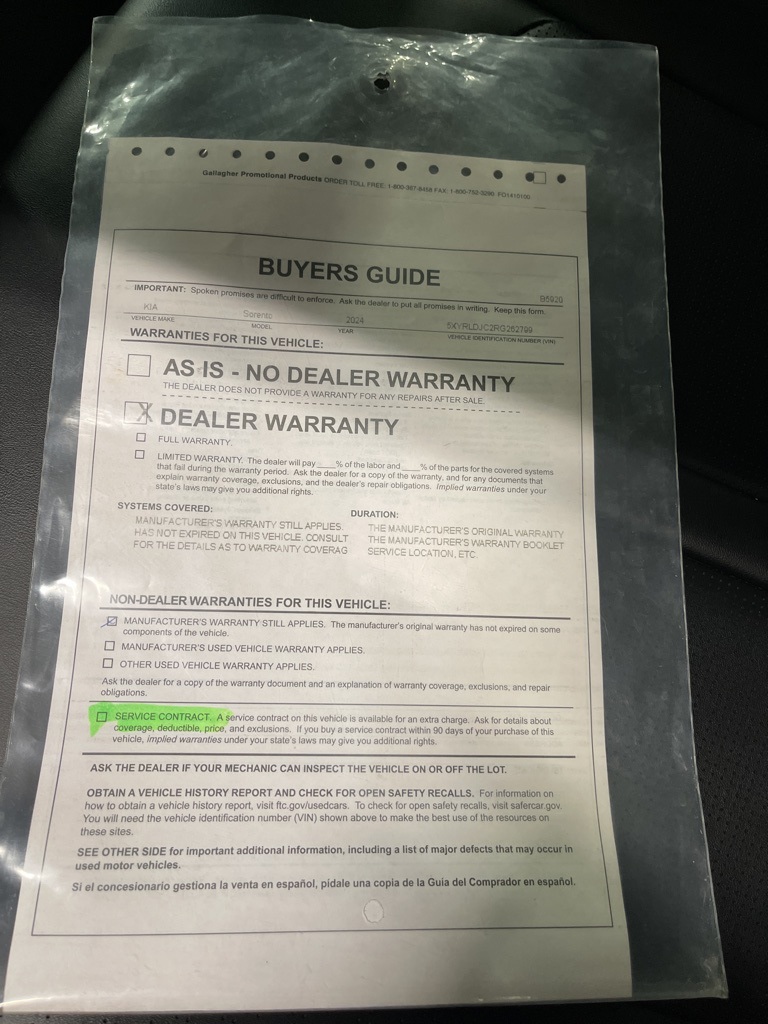 Gallagher Promotional Products ORDER TOLL FREE: 1-800-367-8458 FAX: 1-800-752-3290
BUYERS GUIDE
B5920
IMPORTANT: Spoken promises are difficult to enforce. Ask the dealer to put all promises in writing. Keep this form.
KIA Sorento 2024 5XYRLDJC2RG262799
VEHICLE MAKE MODEL YEAR VEHICLE IDENTIFICATION NUMBER (VIN)
WARRANTIES FOR THIS VEHICLE:
AS IS - NO DEALER WARRANTY
THE DEALER DOES NOT PROVIDE A WARRANTY FOR ANY REPAIRS AFTER SALE.
X DEALER WARRANTY
FULL WARRANTY.
LIMITED WARRANTY. The dealer will pay ___% of the labor and ___% of the parts for the covered systems
that fail during the warranty period. Ask the dealer for a copy of the warranty, and for any documents that
explain warranty coverage, exclusions, and the dealer's repair obligations. Implied warranties under your
state's laws may give you additional rights.
SYSTEMS COVERED: DURATION:
MANUFACTURER'S WARRANTY STILL APPLIES. THE MANUFACTURER'S ORIGINAL WARRANTY
HAS NOT EXPIRED ON THIS VEHICLE. CONSULT THE MANUFACTURER'S WARRANTY BOOKLET
FOR THE DETAILS AS TO WARRANTY COVERAG SERVICE LOCATION, ETC.
NON-DEALER WARRANTIES FOR THIS VEHICLE:
MANUFACTURER'S WARRANTY STILL APPLIES. The manufacturer's original warranty has not expired on some
components of the vehicle.
MANUFACTURER'S USED VEHICLE WARRANTY APPLIES.
OTHER USED VEHICLE WARRANTY APPLIES.
Ask the dealer for a copy of the warranty document and an explanation of warranty coverage, exclusions, and repair
obligations.
SERVICE CONTRACT. A service contract on this vehicle is available for an extra charge. Ask for details about
coverage, deductible, price, and exclusions. If you buy a service contract within 90 days of your purchase of this
vehicle, implied warranties under your state's laws may give you additional rights.
ASK THE DEALER IF YOUR MECHANIC CAN INSPECT THE VEHICLE ON OR OFF THE LOT.
OBTAIN A VEHICLE HISTORY REPORT AND CHECK FOR OPEN SAFETY RECALLS. For information on
how to obtain a vehicle history report, visit ftc.gov/usedcars. To check for open safety recalls, visit safercar.gov.
You will need the vehicle identification number (VIN) shown above to make the best use of the resources on
these sites.
SEE OTHER SIDE for important additional information, including a list of major defects that may occur in
used motor vehicles.
Si el concesionario gestiona la venta en español, pidale una copia de la Guia del Comprador en español.